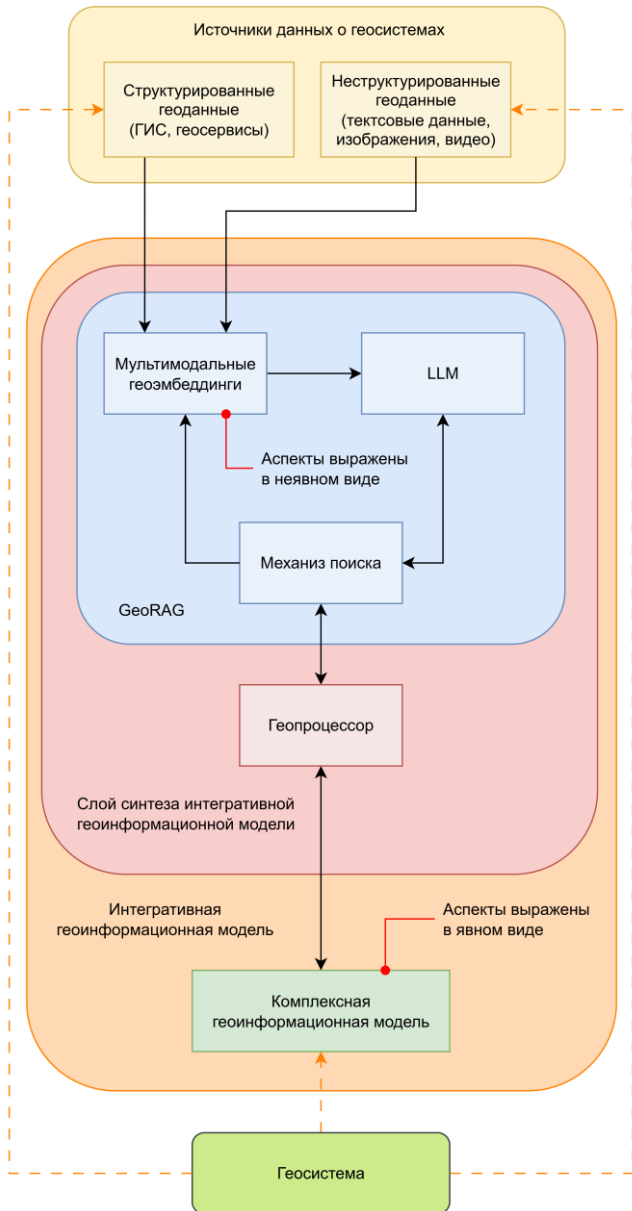 Источники данных о геосистемах
Структурированные
геоданные
(ГИС, геосервисы)
Неструктурированные
геоданные
(тектсовые данные,
изображения, видео)
Мультимодальные
геоэмбеддинги
LLM
Аспекты выражены
в неявном виде
Механиз поиска
GeoRAG
Геопроцессор
Слой синтеза интегративной
геоинформационной модели
Интегративная
геоинформационная модель
Аспекты выражены
в явном виде
Комплексная
геоинформационная модель
Геосистема